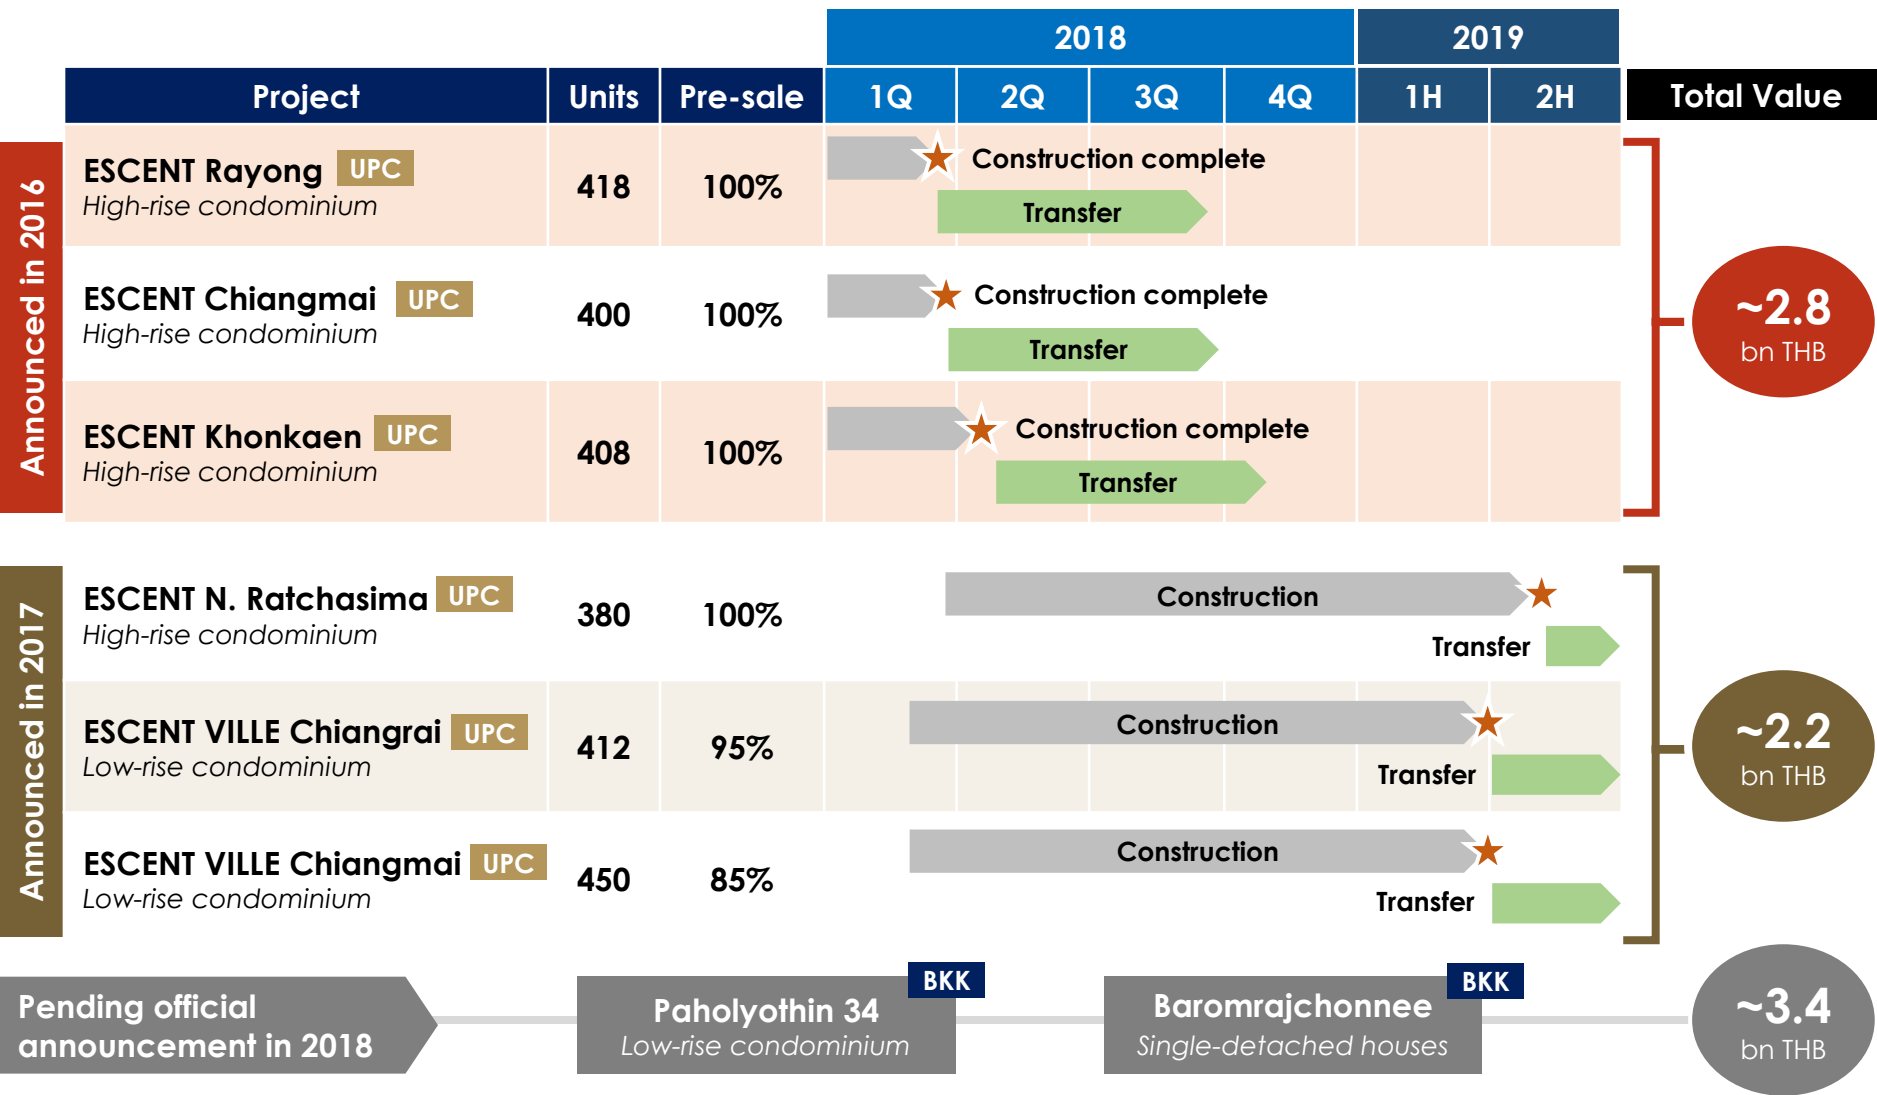 2018
2019
Project
Units
Pre-sale
1Q
2Q
3Q
4Q
1H
2H
Total Value
Announced in 2016
ESCENT Rayong
UPC
High-rise condominium
418
100%
Construction complete
Transfer
ESCENT Chiangmai
UPC
High-rise condominium
400
100%
Construction complete
Transfer
ESCENT Khonkaen
UPC
High-rise condominium
408
100%
Construction complete
Transfer
~2.8
bn THB
Announced in 2017
ESCENT N. Ratchasima
UPC
High-rise condominium
380
100%
Construction
Transfer
ESCENT VILLE Chiangrai
UPC
Low-rise condominium
412
95%
Construction
Transfer
ESCENT VILLE Chiangmai
UPC
Low-rise condominium
450
85%
Construction
Transfer
~2.2
bn THB
Pending official
announcement in 2018
BKK
Paholyothin 34
Low-rise condominium
BKK
Baromrajchonnee
Single-detached houses
~3.4
bn THB